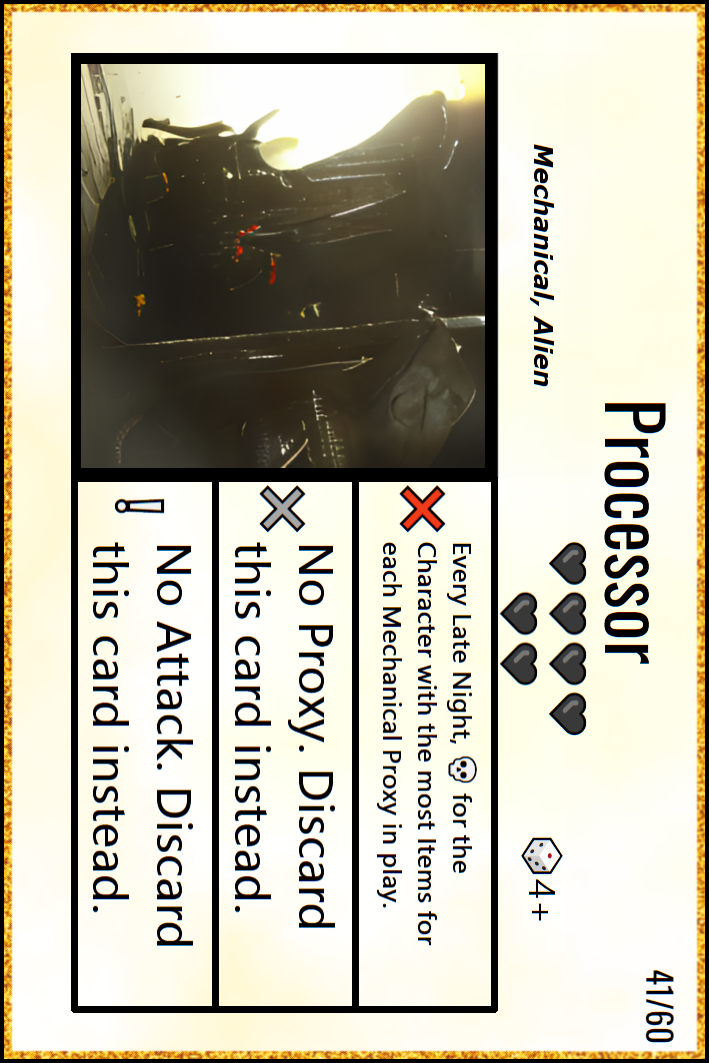 41/60
Processor
Mechanical, Alien
4+
Every Late Night, 💀 for the
Character with the most Items for
each Mechanical Proxy in play.
No Proxy. Discard
this card instead.
No Attack. Discard
this card instead.